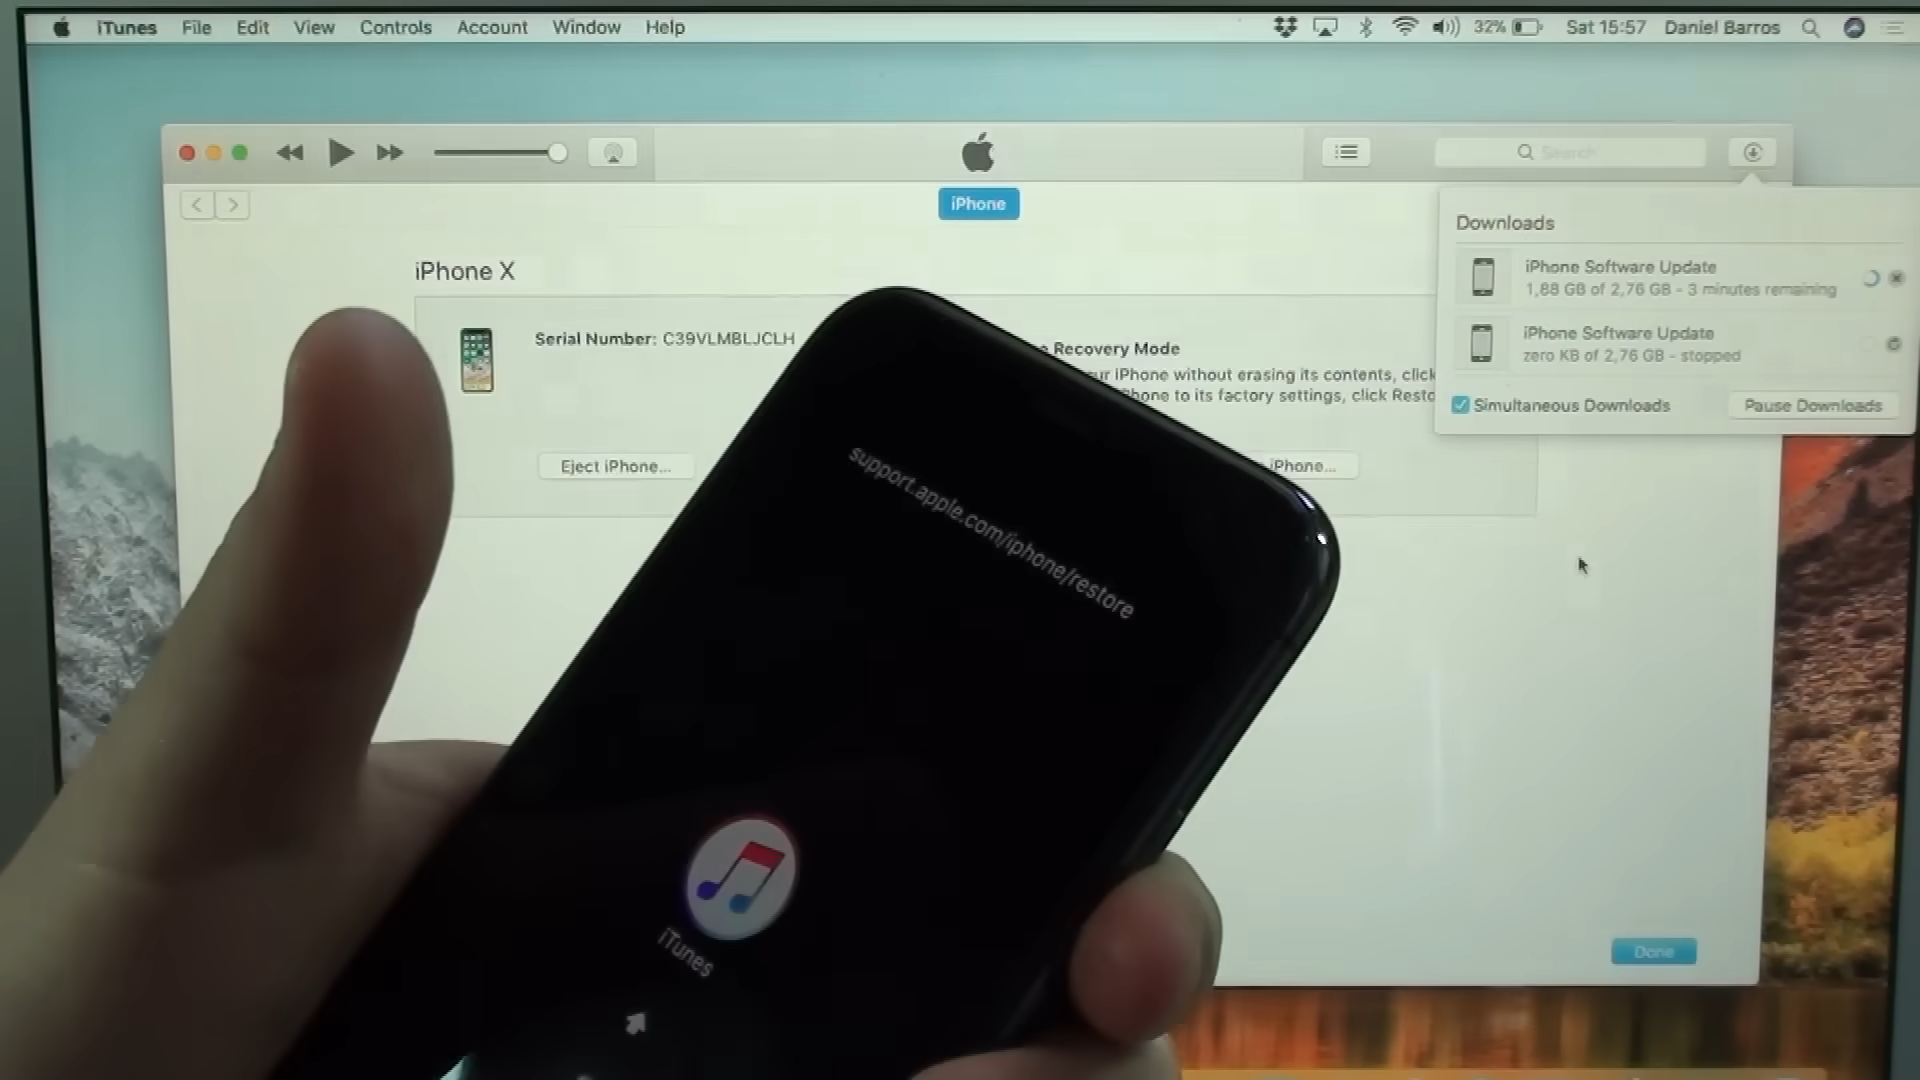 iTunes File Edit View Controls Account Window Help 32% Sat 15:57 Daniel Barros
Search
iPhone
Downloads
iPhone Software Update
1,88 GB of 2,76 GB - 3 minutes remaining
iPhone Software Update
zero KB of 2,76 GB - stopped
Simultaneous Downloads Pause Downloads
iPhone X
Serial Number: C39VLMBLJCLH
Recovery Mode
iPhone without erasing its contents, click
to its factory settings, click
Eject iPhone...
iPhone...
support.apple.com/iphone/restore
iTunes
Done